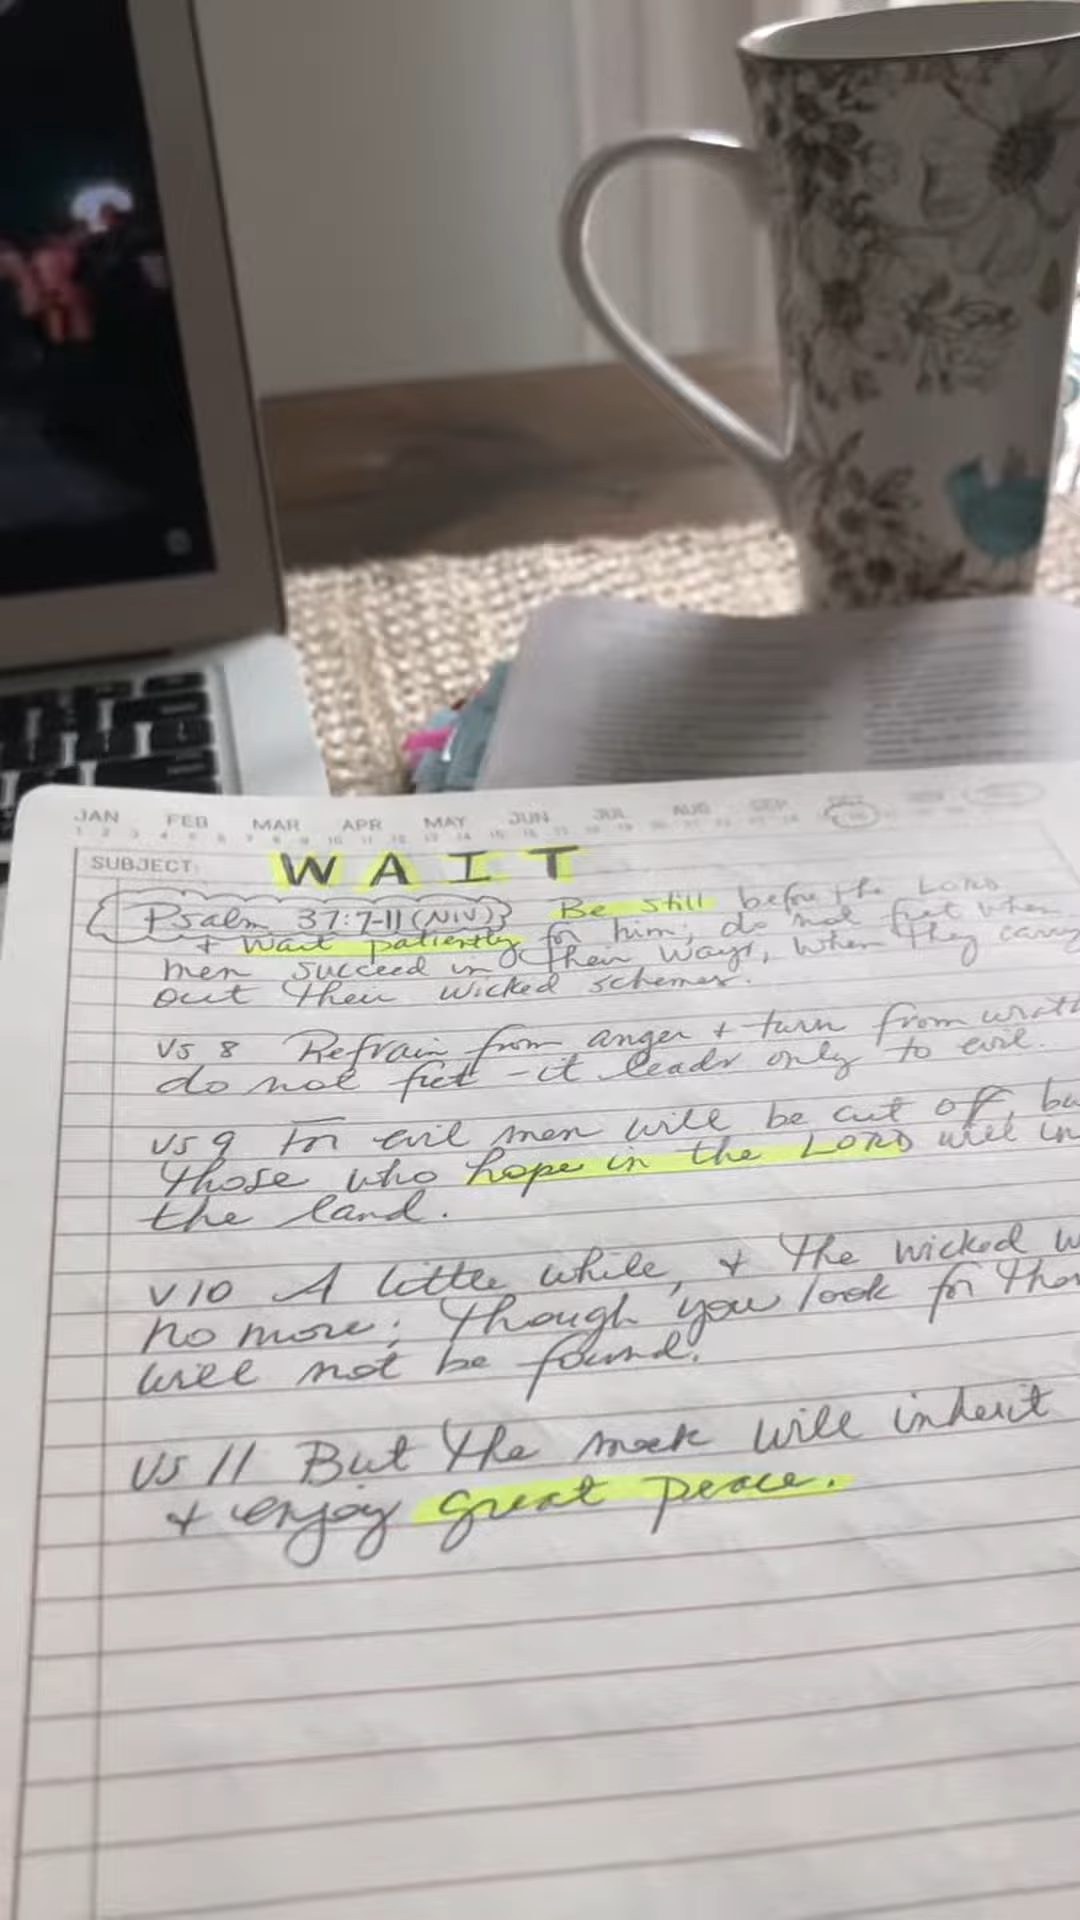 JAN FEB MAR APR MAY JUN JUL AUG SEP
SUBJECT: WAIT
Psalm 37:7-11 (NIV) Be still before the LORD
+ wait patiently for him; do not fret when
men succeed in their ways, when they carry
out their wicked schemes.
vs 8 Refrain from anger + turn from wrath
do not fret - it leads only to evil.
vs 9 For evil men will be cut off, bu
those who hope in the LORD will in
the land.
v 10 A little while, + the wicked w
no more; though you look for
will not be found.
vs 11 But the meek will inherit
+ enjoy great peace.